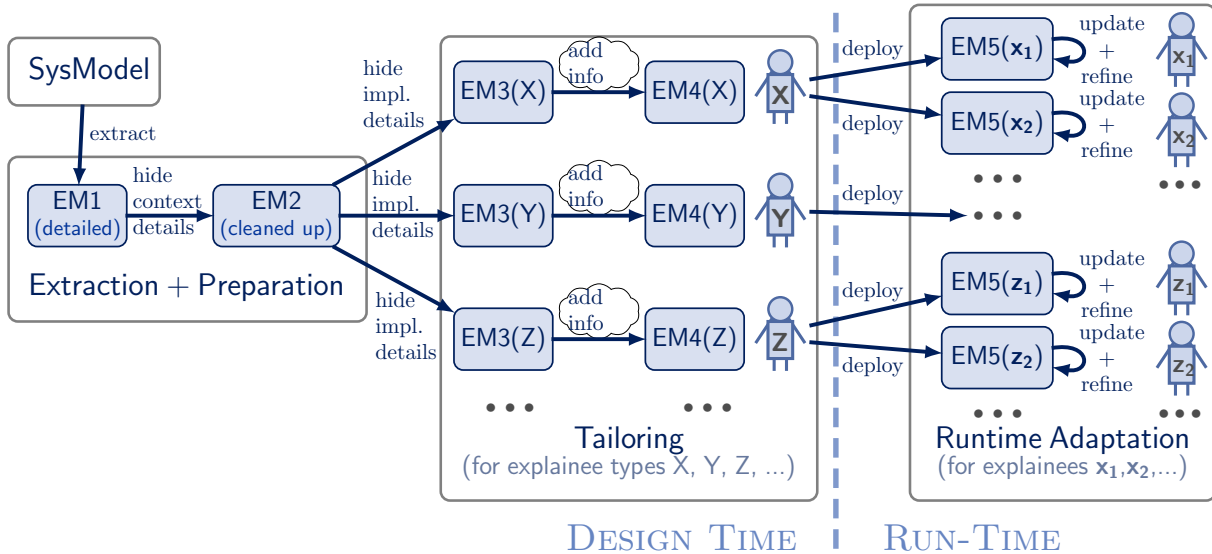 SysModel
extract
EM1
(detailed)
hide
context
details
EM2
(cleaned up)
Extraction + Preparation
hide
impl.
details
EM3(X)
add
info
EM4(X)
X
hide
impl.
details
EM3(Y)
add
info
EM4(Y)
Y
hide
impl.
details
EM3(Z)
add
info
EM4(Z)
Z
Tailoring
(for explainee types X, Y, Z, ...)
deploy
EM5(x₁)
update
+
refine
x₁
deploy
EM5(x₂)
update
+
refine
x₂
deploy
deploy
EM5(z₁)
update
+
refine
z₁
deploy
EM5(z₂)
update
+
refine
z₂
Runtime Adaptation
(for explainees x₁,x₂,...)
DESIGN TIME
RUN-TIME